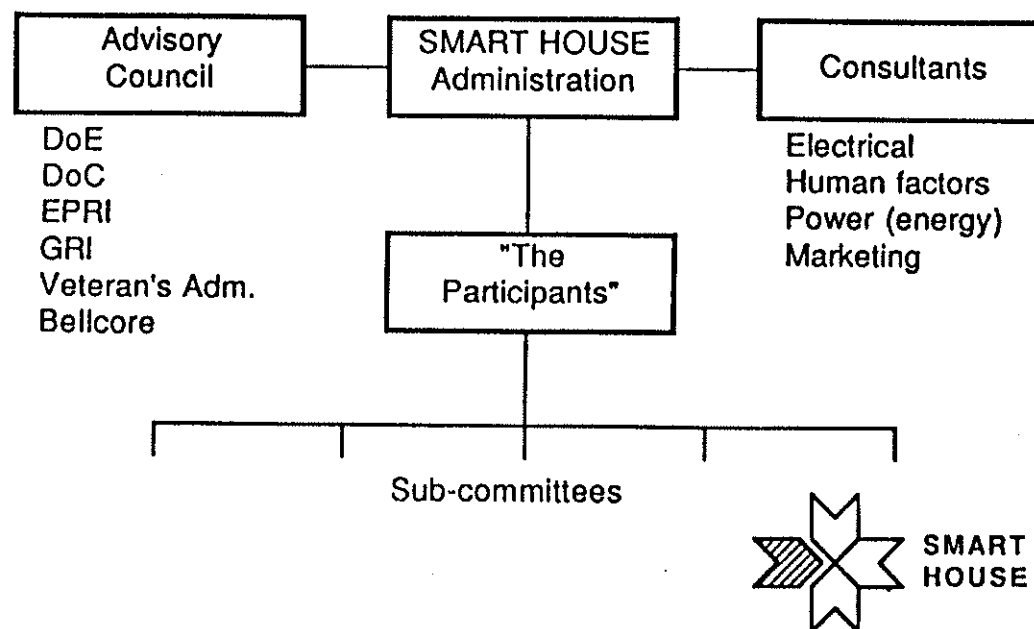 Advisory
Council
SMART HOUSE
Administration
Consultants
DoE
DoC
EPRI
GRI
Veteran's Adm.
Bellcore
Electrical
Human factors
Power (energy)
Marketing
"The
Participants"
Sub-committees
SMART
HOUSE